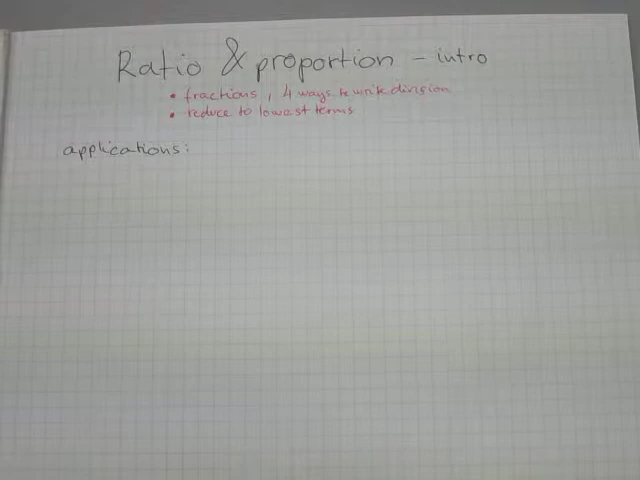 Ratio & proportion - intro
• fractions, 4 ways to write division
• reduce to lowest terms
applications: